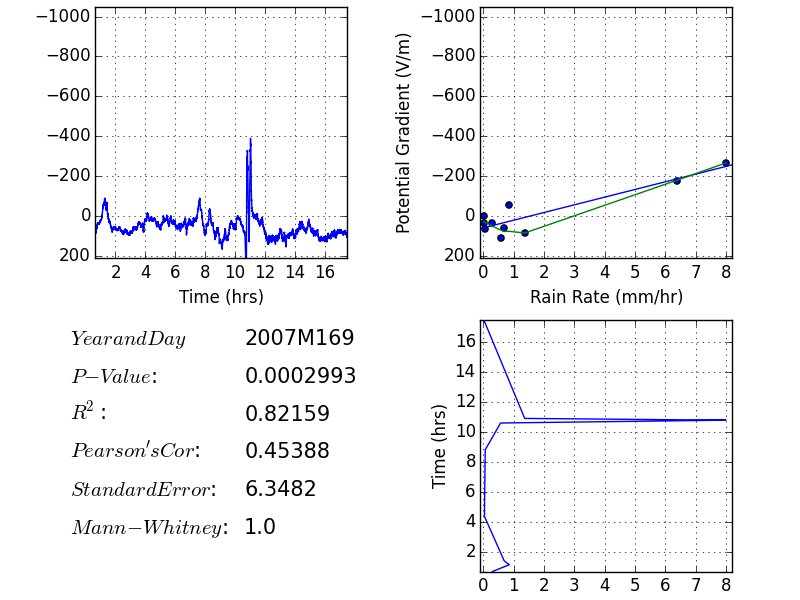 −1000
−800
−600
−400
−200
0
200
2 4 6 8 10 12 14 16
Time (hrs)
Potential Gradient (V/m)
−1000
−800
−600
−400
−200
0
200
0 1 2 3 4 5 6 7 8
Rain Rate (mm/hr)
YearandDay 2007M169
P−Value: 0.0002993
R²: 0.82159
Pearson'sCor: 0.45388
StandardError: 6.3482
Mann−Whitney: 1.0
Time (hrs)
16
14
12
10
8
6
4
2
0 1 2 3 4 5 6 7 8